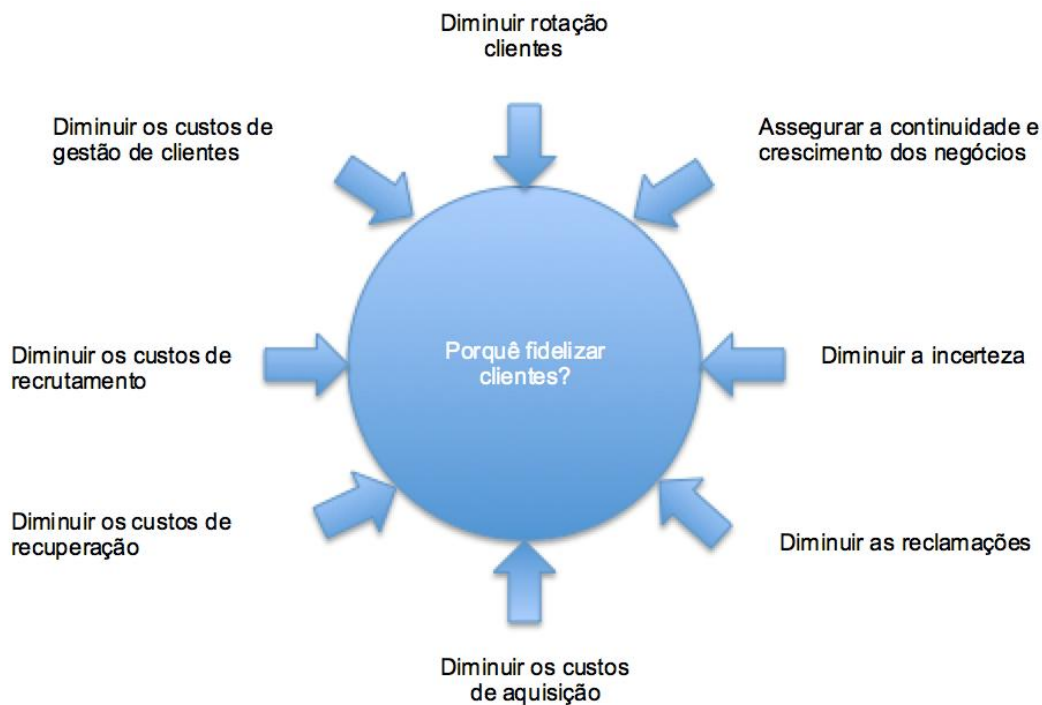 Diminuir rotação
clientes
Diminuir os custos de
gestão de clientes
Assegurar a continuidade e
crescimento dos negócios
Diminuir os custos de
recrutamento
Porquê fidelizar
clientes?
Diminuir a incerteza
Diminuir os custos de
recuperação
Diminuir as reclamações
Diminuir os custos
de aquisição